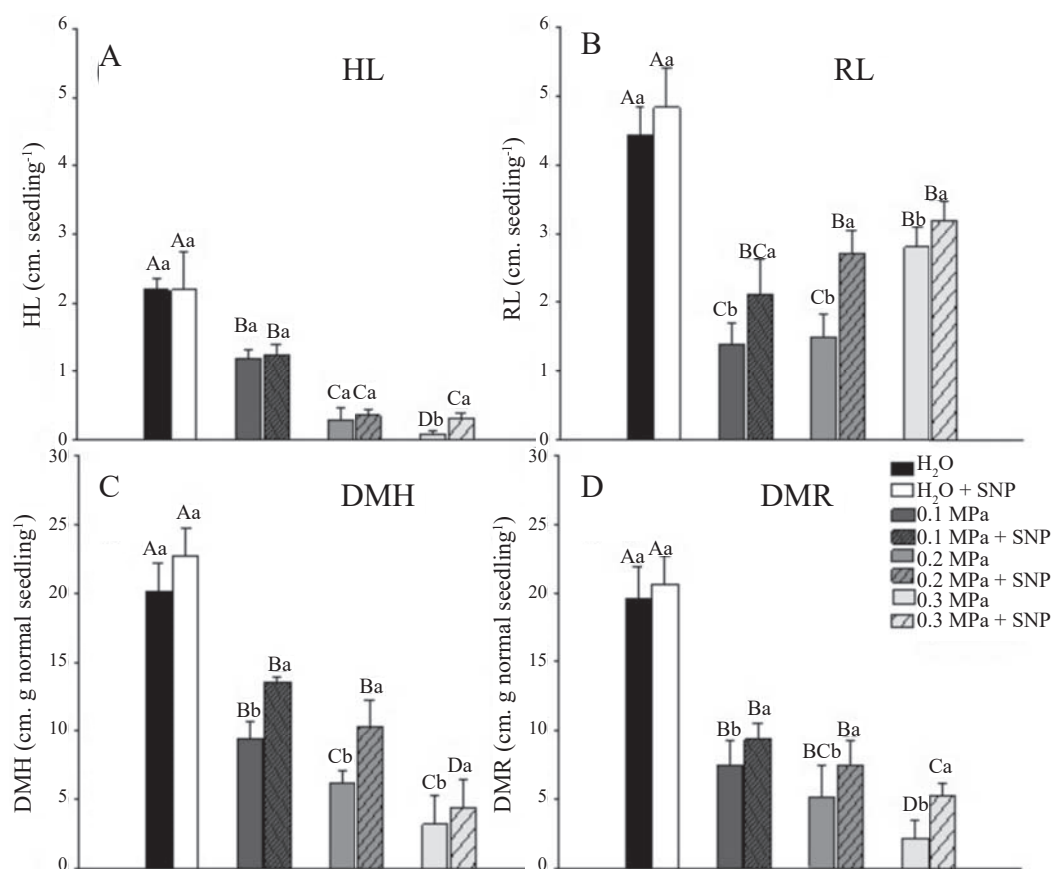 A
HL
HL (cm. seedling-1)
6
5
4
3
2
1
0
Aa
Aa
Ba
Ba
Ca
Ca
Db
Ca
B
RL
RL (cm. seedling-1)
6
5
4
3
2
1
0
Aa
Aa
Cb
BCa
Cb
Ba
Bb
Ba
C
DMH
DMH (cm. g normal seedling1)
30
25
20
15
10
5
0
Aa
Aa
Bb
Ba
Cb
Ba
Cb
Da
D
DMR
DMR (cm. g normal seedling1)
30
25
20
15
10
5
0
Aa
Aa
Bb
Ba
BCb
Ba
Db
Ca
H2O
H2O + SNP
0.1 MPa
0.1 MPa + SNP
0.2 MPa
0.2 MPa + SNP
0.3 MPa
0.3 MPa + SNP